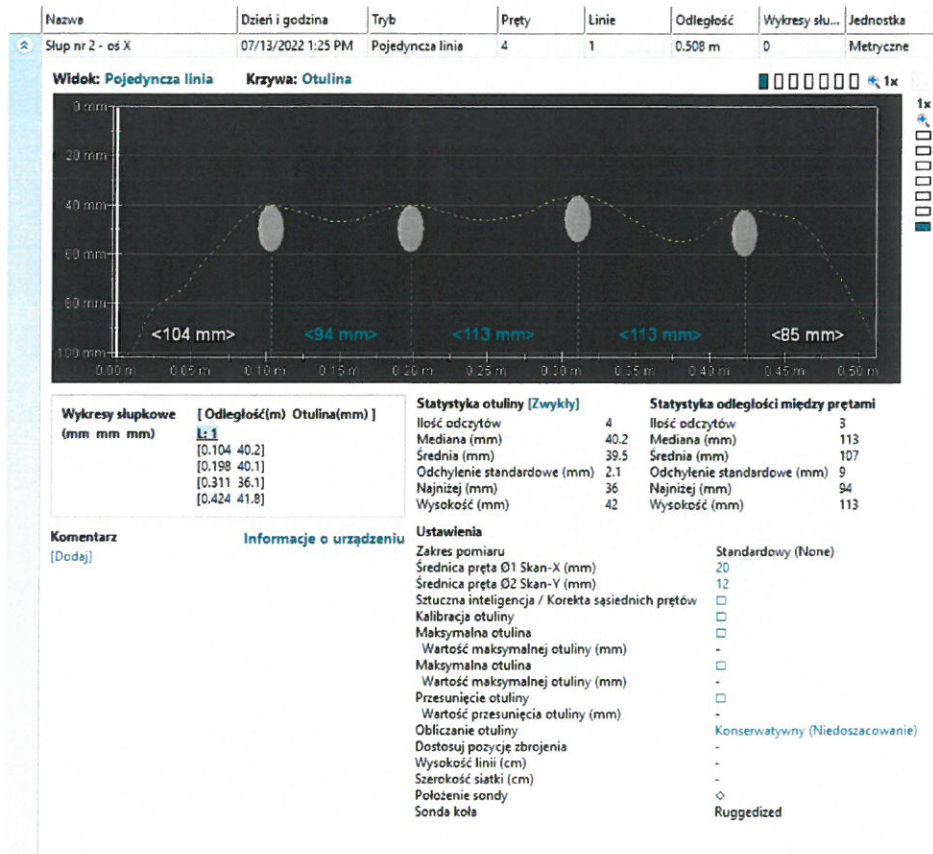 Nazwa Dzień i godzina Tryb Pręty Linie Odległość Wykresy słu... Jednostka
Słup nr 2 - oś X 07/13/2022 1:25 PM Pojedyncza linia 4 1 0.508 m 0 Metryczne
Widok: Pojedyncza linia Krzywa: Otulina 1x
1x
0 mm
20 mm
40 mm
60 mm
80 mm
<104 mm> <94 mm> <113 mm> <113 mm> <85 mm>
100 mm
0.00 m 0.05 m 0.10 m 0.15 m 0.20 m 0.25 m 0.30 m 0.35 m 0.40 m 0.45 m 0.50 m
Wykresy słupkowe [ Odległość(m) Otulina(mm) ]
(mm mm mm) L: 1
[0.104 40.2]
[0.198 40.1]
[0.311 36.1]
[0.424 41.8]
Statystyka otuliny [Zwykły]
Ilość odczytów 4
Mediana (mm) 40.2
Średnia (mm) 39.5
Odchylenie standardowe (mm) 2.1
Najniżej (mm) 36
Wysokość (mm) 42
Statystyka odległości między prętami
Ilość odczytów 3
Mediana (mm) 113
Średnia (mm) 107
Odchylenie standardowe (mm) 9
Najniżej (mm) 94
Wysokość (mm) 113
Komentarz Informacje o urządzeniu
[Dodaj]
Ustawienia
Zakres pomiaru Standardowy (None)
Średnica pręta Ø1 Skan-X (mm) 20
Średnica pręta Ø2 Skan-Y (mm) 12
Sztuczna inteligencja / Korekta sąsiednich prętów
Kalibracja otuliny
Maksymalna otulina
Wartość maksymalnej otuliny (mm) -
Maksymalna otulina
Wartość maksymalnej otuliny (mm) -
Przesunięcie otuliny
Wartość przesunięcia otuliny (mm) -
Obliczanie otuliny Konserwatywny (Niedoszacowanie)
Dostosuj pozycję zbrojenia -
Wysokość linii (cm) -
Szerokość siatki (cm) -
Położenie sondy
Sonda koła Ruggedized